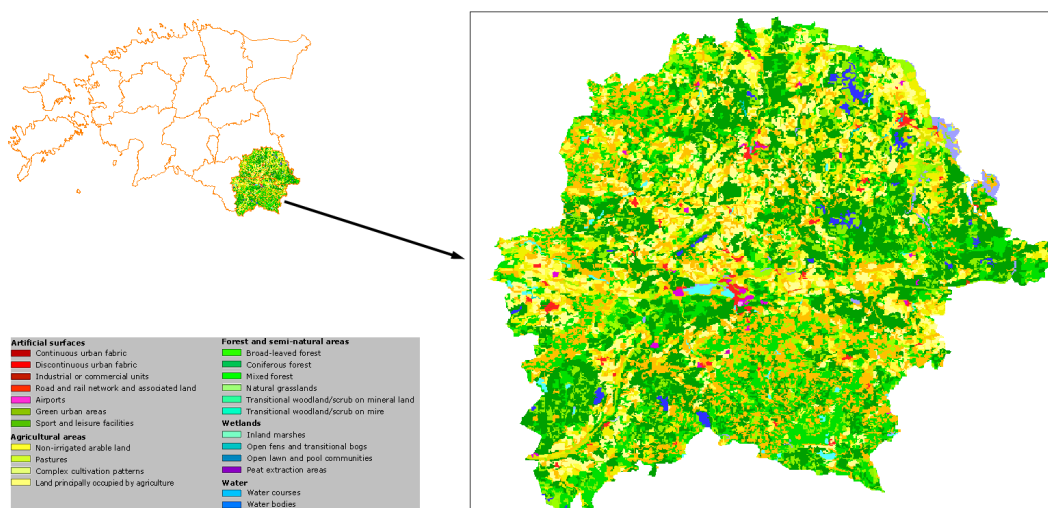 Artificial surfaces
Continuous urban fabric
Discontinuous urban fabric
Industrial or commercial units
Road and rail network and associated land
Airports
Green urban areas
Sport and leisure facilities
Agricultural areas
Non-irrigated arable land
Pastures
Complex cultivation patterns
Land principally occupied by agriculture
Forest and semi-natural areas
Broad-leaved forest
Coniferous forest
Mixed forest
Natural grasslands
Transitional woodland/scrub on mineral land
Transitional woodland/scrub on mire
Wetlands
Inland marshes
Open fens and transitional bogs
Open lawn and pool communities
Peat extraction areas
Water
Water courses
Water bodies